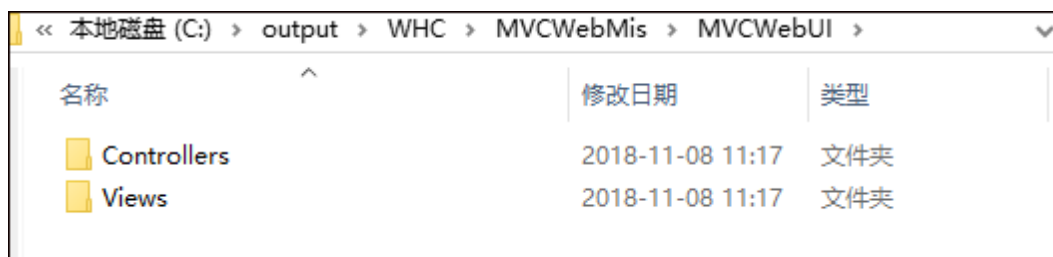 « 本地磁盘 (C:) > output > WHC > MVCWebMis > MVCWebUI >
名称 修改日期 类型
Controllers 2018-11-08 11:17 文件夹
Views 2018-11-08 11:17 文件夹